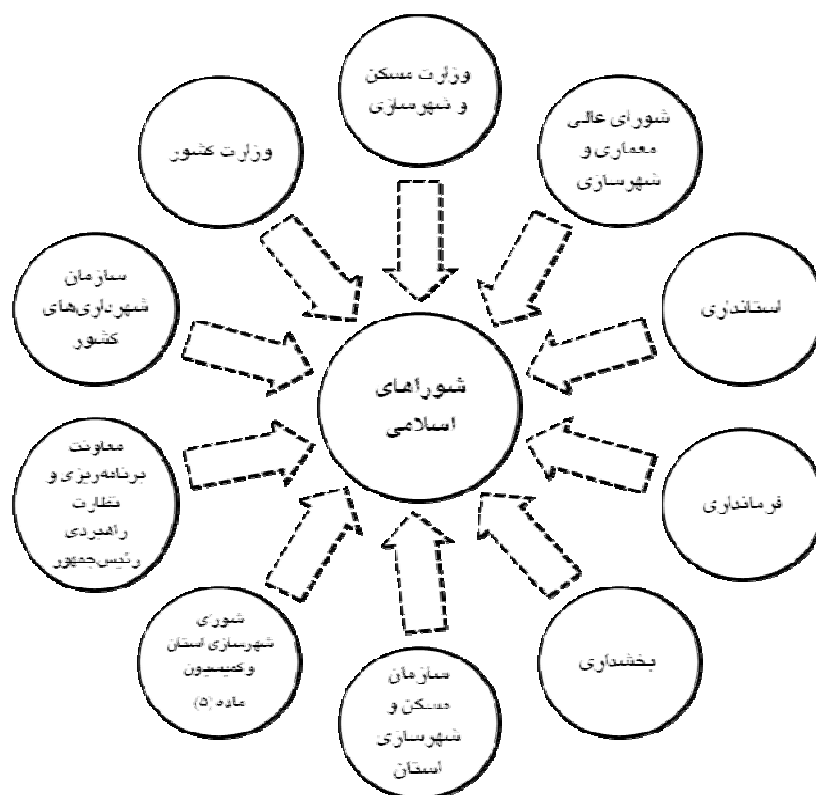 وزارت مسکن
و شهرسازی
شورای عالی
معماری و
شهرسازی
استانداری
فرمانداری
بخشداری
سازمان
مسکن و
شهرسازی
استان
شورای
شهرسازی استان
و کمیسیون
ماده (۵)
معاونت
برنامه‌ریزی و
نظارت
راهبردی
رئیس‌جمهور
سازمان
شهرداری‌های
کشور
وزارت کشور
شوراهای
اسلامی